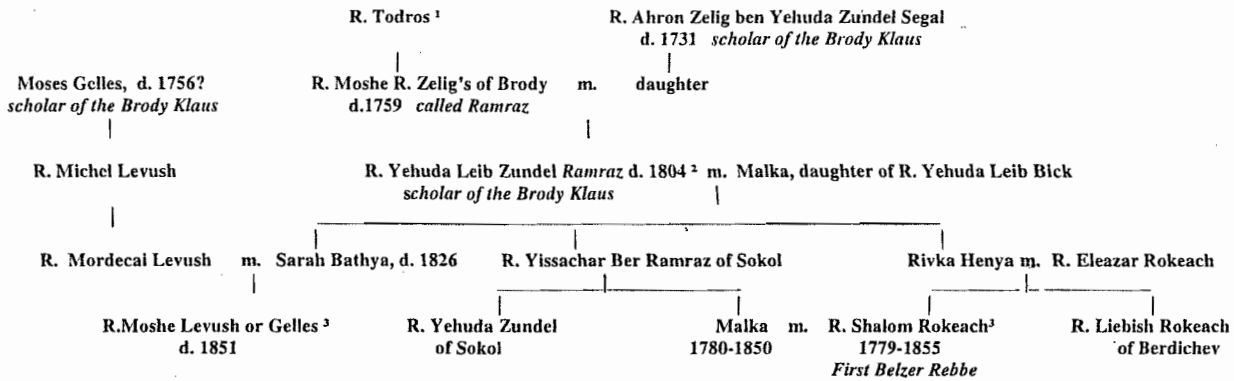 R. Todros ¹ R. Ahron Zelig ben Yehuda Zundel Segal
d. 1731 scholar of the Brody Klaus
Moses Gelles, d. 1756? R. Moshe R. Zelig's of Brody m. daughter
scholar of the Brody Klaus d.1759 called Ramraz
R. Michel Levush R. Yehuda Leib Zundel Ramraz d. 1804 ² m. Malka, daughter of R. Yehuda Leib Bick
scholar of the Brody Klaus
R. Mordecai Levush m. Sarah Bathya, d. 1826 R. Yissachar Ber Ramraz of Sokol Rivka Henya m. R. Eleazar Rokeach
R.Moshe Levush or Gelles ³ R. Yehuda Zundel Malka m. R. Shalom Rokeach³ R. Liebish Rokeach
d. 1851 of Sokol 1780-1850 1779-1855 of Berdichev
First Belzer Rebbe